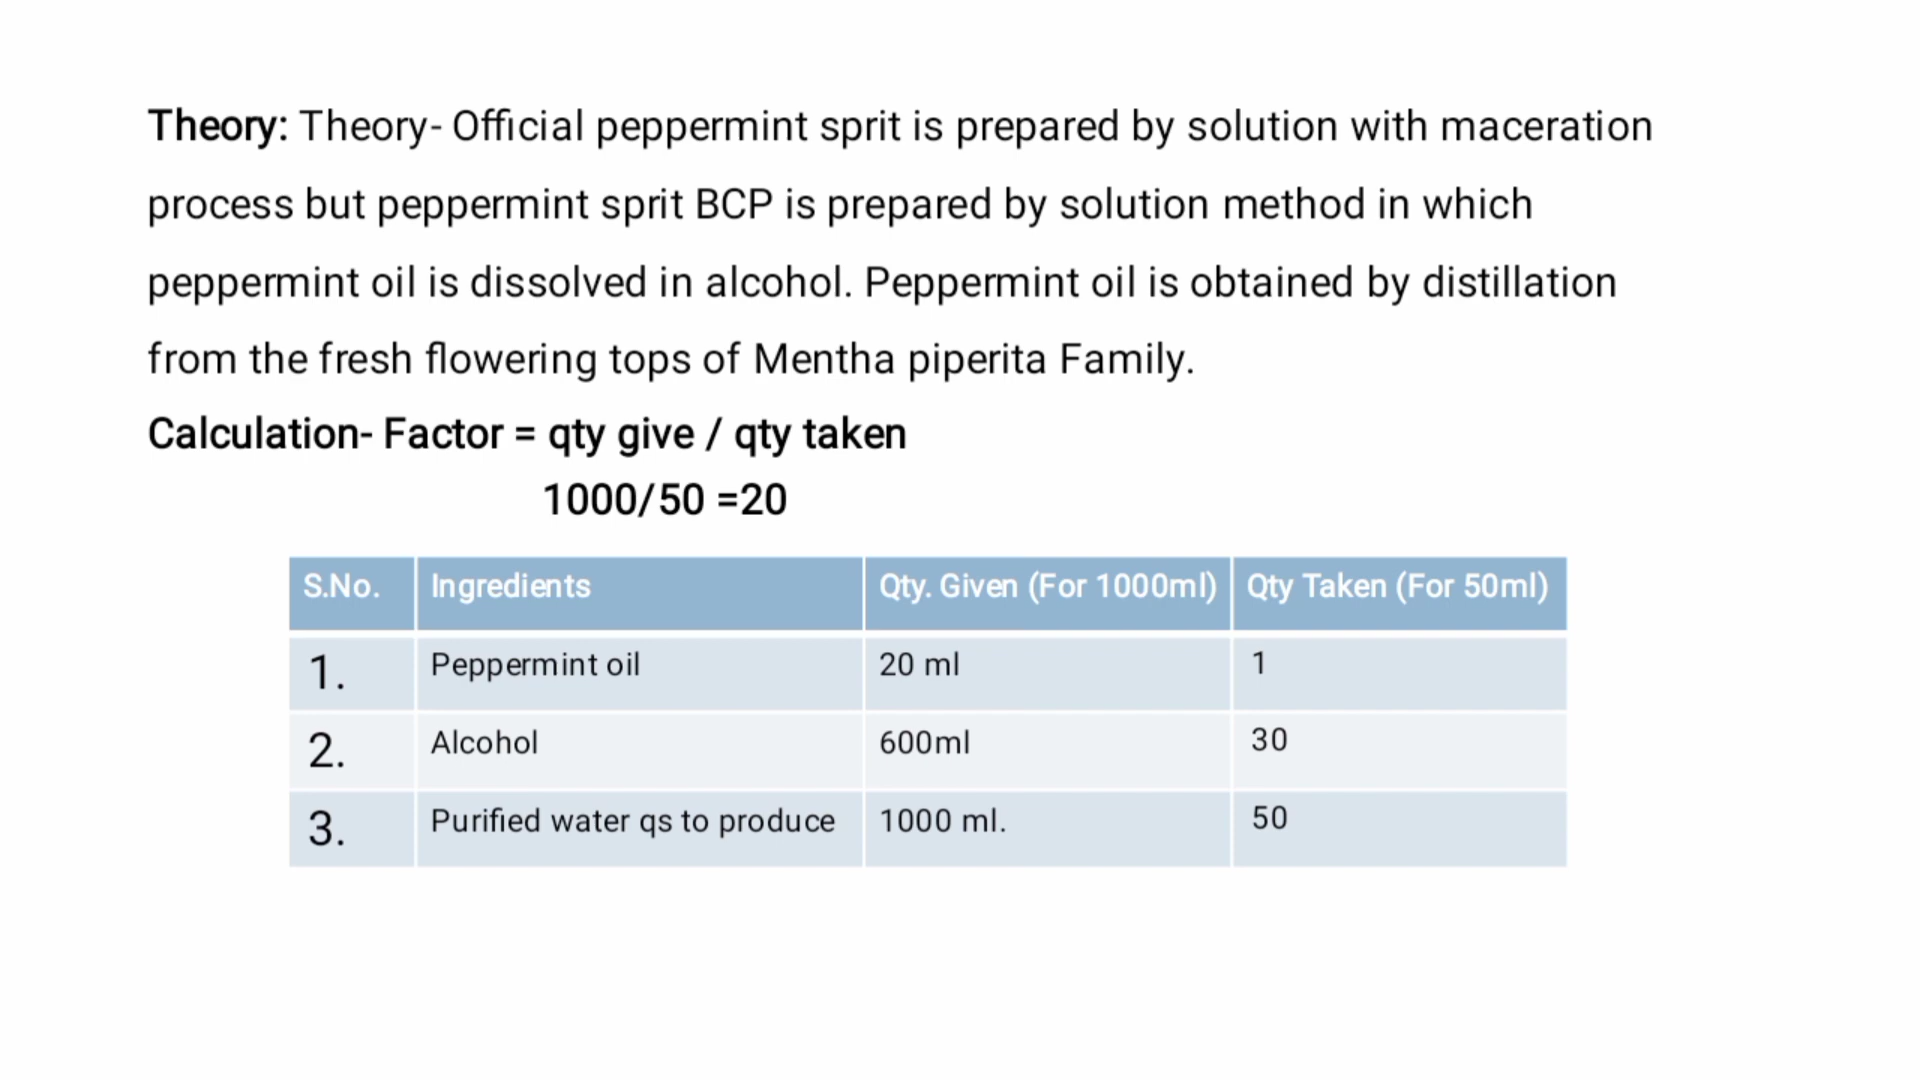 Theory: Theory- Official peppermint sprit is prepared by solution with maceration
process but peppermint sprit BCP is prepared by solution method in which
peppermint oil is dissolved in alcohol. Peppermint oil is obtained by distillation
from the fresh flowering tops of Mentha piperita Family.
Calculation- Factor = qty give / qty taken
1000/50 =20
S.No. Ingredients Qty. Given (For 1000ml) Qty Taken (For 50ml)
1. Peppermint oil 20 ml 1
2. Alcohol 600ml 30
3. Purified water qs to produce 1000 ml. 50